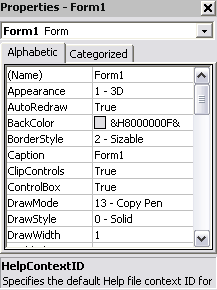 Properties - Form1
Form1 Form
Alphabetic Categorized
(Name) Form1
Appearance 1 - 3D
AutoRedraw True
BackColor &H8000000F&
BorderStyle 2 - Sizable
Caption Form1
ClipControls True
ControlBox True
DrawMode 13 - Copy Pen
DrawStyle 0 - Solid
DrawWidth 1
HelpContextID
Specifies the default Help file context ID for